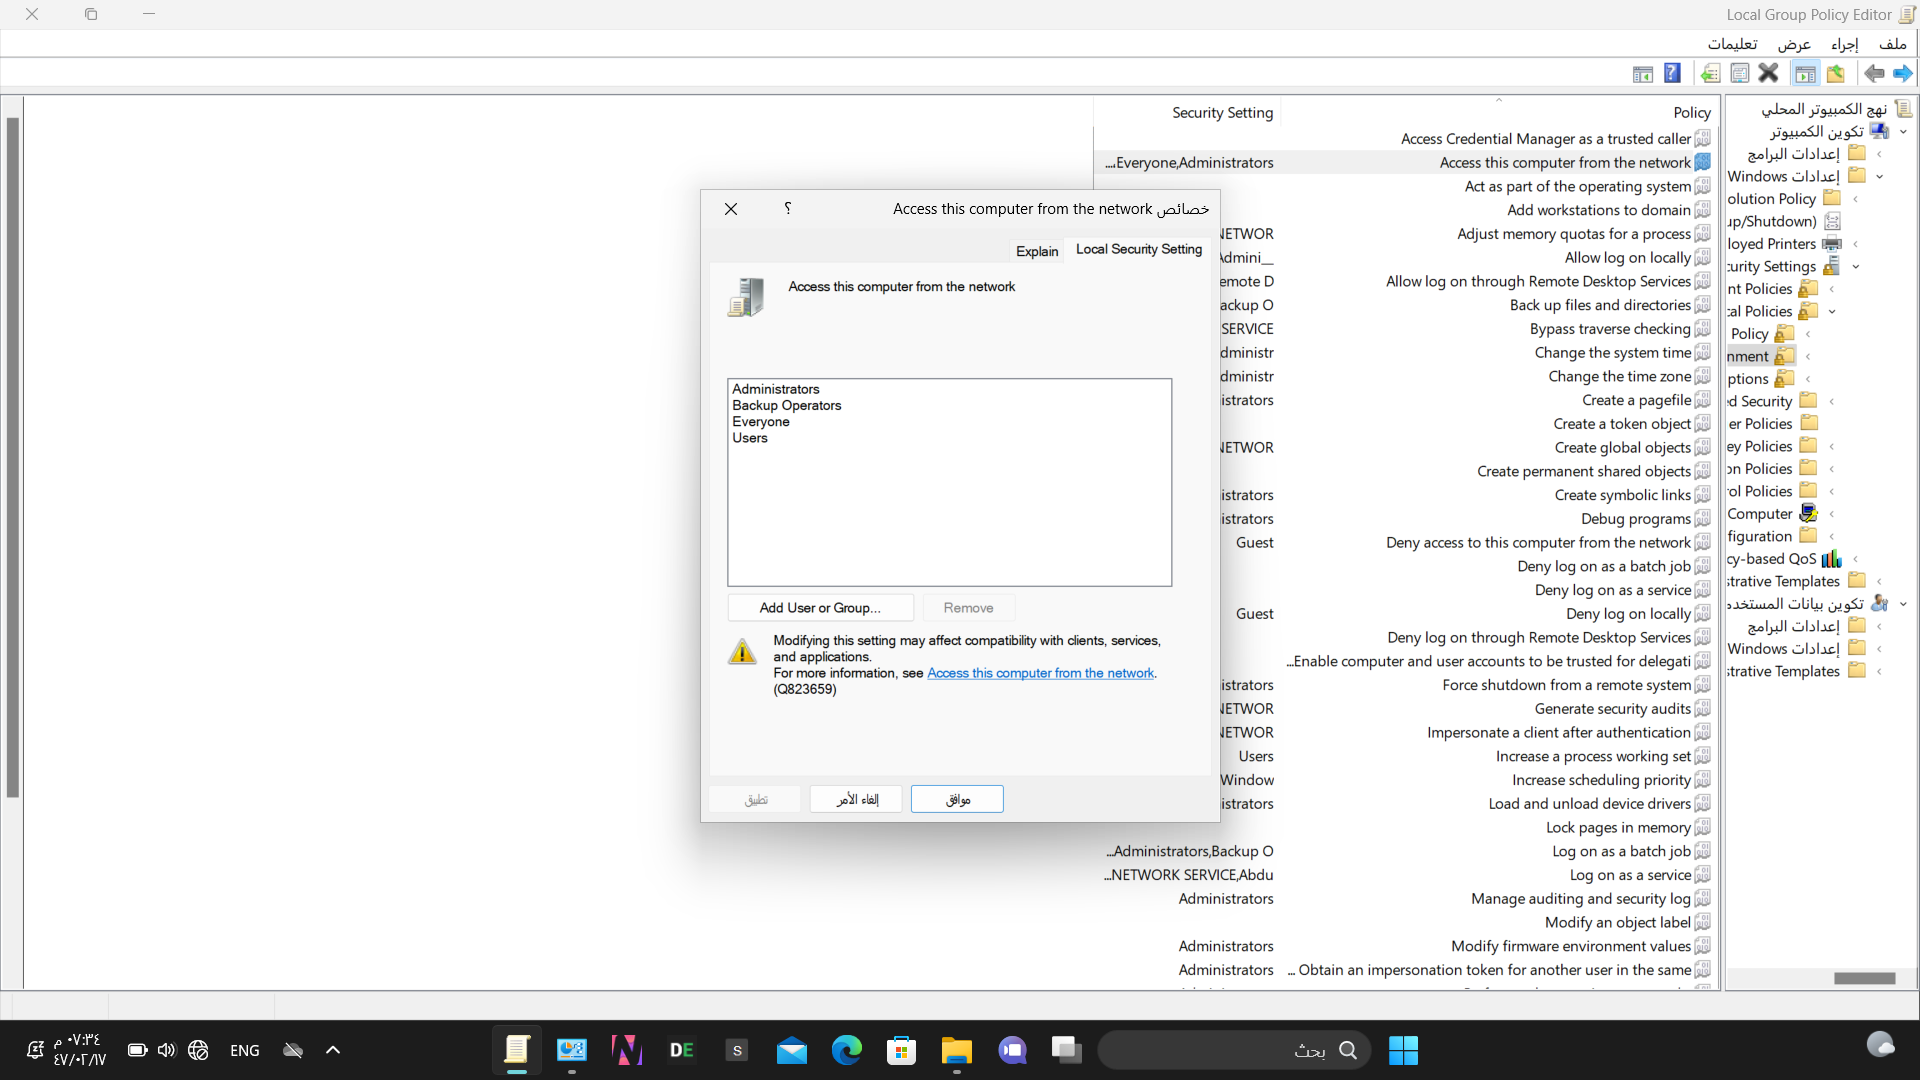 Local Group Policy Editor
ملف إجراء عرض تعليمات
نهج الكمبيوتر المحلي
تكوين الكمبيوتر
إعدادات البرامج
إعدادات Windows
olution Policy
up/Shutdown)
loyed Printers
curity Settings
nt Policies
cal Policies
Policy
nment
ptions
d Security
er Policies
ey Policies
on Policies
rol Policies
Computer
figuration
cy-based QoS
strative Templates
تكوين بيانات المستخدم
إعدادات البرامج
إعدادات Windows
strative Templates
Policy Security Setting
Access Credential Manager as a trusted caller
Access this computer from the network Everyone,Administrators,...
Act as part of the operating system
Add workstations to domain
Adjust memory quotas for a process NETWOR
Allow log on locally Admini__
Allow log on through Remote Desktop Services emote D
Back up files and directories ackup O
Bypass traverse checking SERVICE
Change the system time dministr
Change the time zone dministr
Create a pagefile istrators
Create a token object
Create global objects NETWOR
Create permanent shared objects
Create symbolic links istrators
Debug programs istrators
Deny access to this computer from the network Guest
Deny log on as a batch job
Deny log on as a service
Deny log on locally Guest
Deny log on through Remote Desktop Services
Enable computer and user accounts to be trusted for delegati...
Force shutdown from a remote system istrators
Generate security audits NETWOR
Impersonate a client after authentication NETWOR
Increase a process working set Users
Increase scheduling priority Window
Load and unload device drivers istrators
Lock pages in memory
Log on as a batch job Administrators,Backup O...
Log on as a service NETWORK SERVICE,Abdu...
Manage auditing and security log Administrators
Modify an object label
Modify firmware environment values Administrators
Obtain an impersonation token for another user in the same ... Administrators
خصائص Access this computer from the network ؟
Local Security Setting Explain
Access this computer from the network
Administrators
Backup Operators
Everyone
Users
Add User or Group... Remove
Modifying this setting may affect compatibility with clients, services,
and applications.
For more information, see Access this computer from the network.
(Q823659)
موافق إلغاء الأمر تطبيق
بحث
DE
S
ENG
٠٧:٣٤ م
٤٧/٠٢/١٧